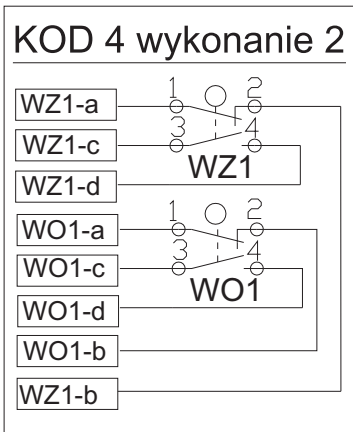 KOD 4 wykonanie 2
1 2
WZ1-a
3 4
WZ1-c
WZ1
WZ1-d
1 2
WO1-a
3 4
WO1-c
WO1
WO1-d
WO1-b
WZ1-b